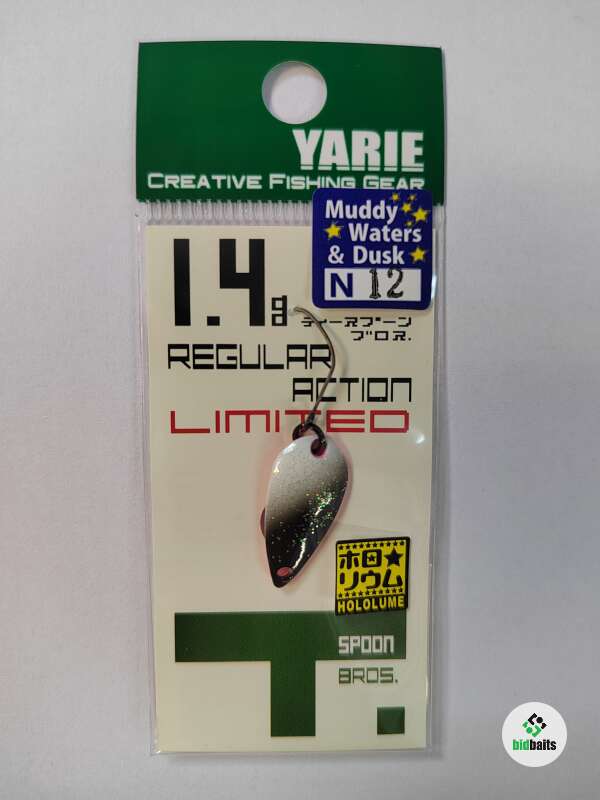 YARIE
CREATIVE FISHING GEAR
Muddy
Waters
& Dusk
N 12
1.4g
ティースプーン
ブロス.
REGULAR
ACTION
LIMITED
ホロ★
リウム
HOLOLUME
T.
SPOON
BROS.
bidbaits